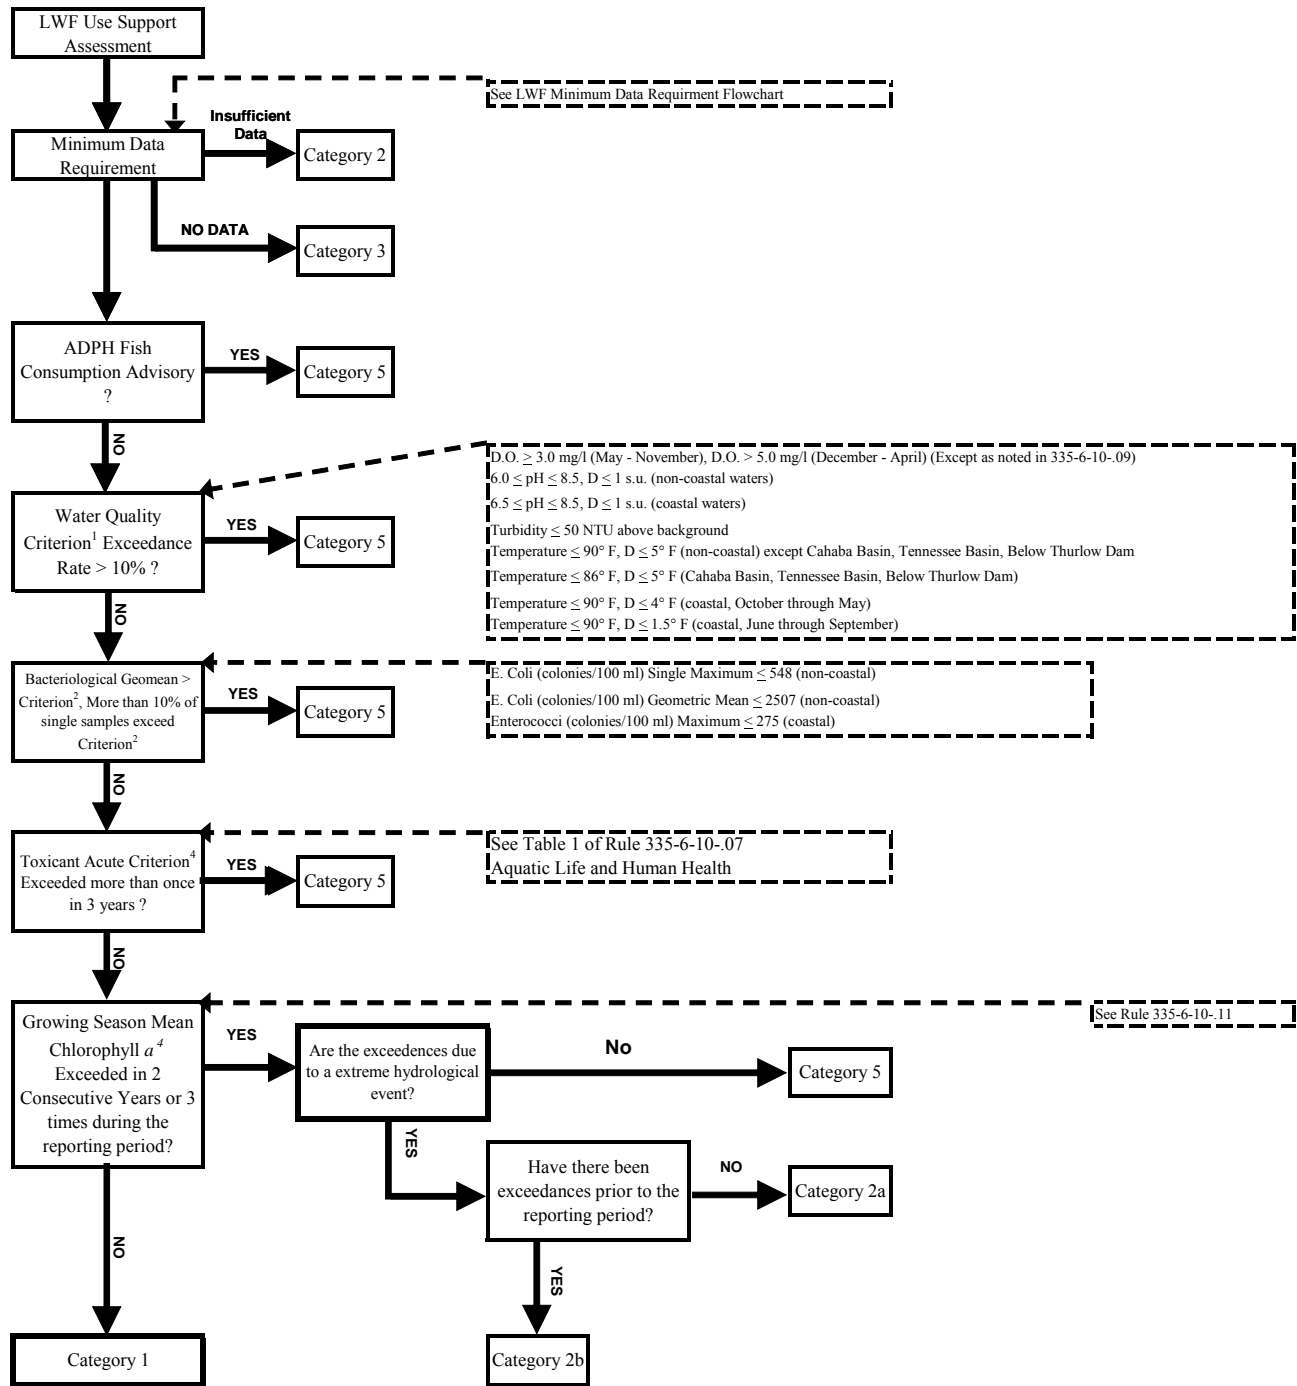 LWF Use Support
Assessment
See LWF Minimum Data Requirment Flowchart
Insufficient
Data
Minimum Data
Requirement
Category 2
NO DATA
Category 3
ADPH Fish
Consumption Advisory
?
YES
Category 5
NO
D.O. ≥ 3.0 mg/l (May - November), D.O. > 5.0 mg/l (December - April) (Except as noted in 335-6-10-.09)
6.0 ≤ pH ≤ 8.5, D ≤ 1 s.u. (non-coastal waters)
6.5 ≤ pH ≤ 8.5, D ≤ 1 s.u. (coastal waters)
Turbidity ≤ 50 NTU above background
Temperature ≤ 90° F, D ≤ 5° F (non-coastal) except Cahaba Basin, Tennessee Basin, Below Thurlow Dam
Temperature ≤ 86° F, D ≤ 5° F (Cahaba Basin, Tennessee Basin, Below Thurlow Dam)
Temperature ≤ 90° F, D ≤ 4° F (coastal, October through May)
Temperature ≤ 90° F, D ≤ 1.5° F (coastal, June through September)
Water Quality
Criterion¹ Exceedance
Rate > 10% ?
YES
Category 5
NO
Bacteriological Geomean >
Criterion², More than 10% of
single samples exceed
Criterion²
YES
Category 5
E. Coli (colonies/100 ml) Single Maximum ≤ 548 (non-coastal)
E. Coli (colonies/100 ml) Geometric Mean ≤ 2507 (non-coastal)
Enterococci (colonies/100 ml) Maximum ≤ 275 (coastal)
NO
Toxicant Acute Criterion⁴
Exceeded more than once
in 3 years ?
YES
Category 5
See Table 1 of Rule 335-6-10-.07
Aquatic Life and Human Health
NO
See Rule 335-6-10-.11
Growing Season Mean
Chlorophyll a⁴
Exceeded in 2
Consecutive Years or 3
times during the
reporting period?
YES
Are the exceedences due
to a extreme hydrological
event?
No
Category 5
YES
Have there been
exceedances prior to the
reporting period?
NO
Category 2a
NO
YES
Category 1
Category 2b